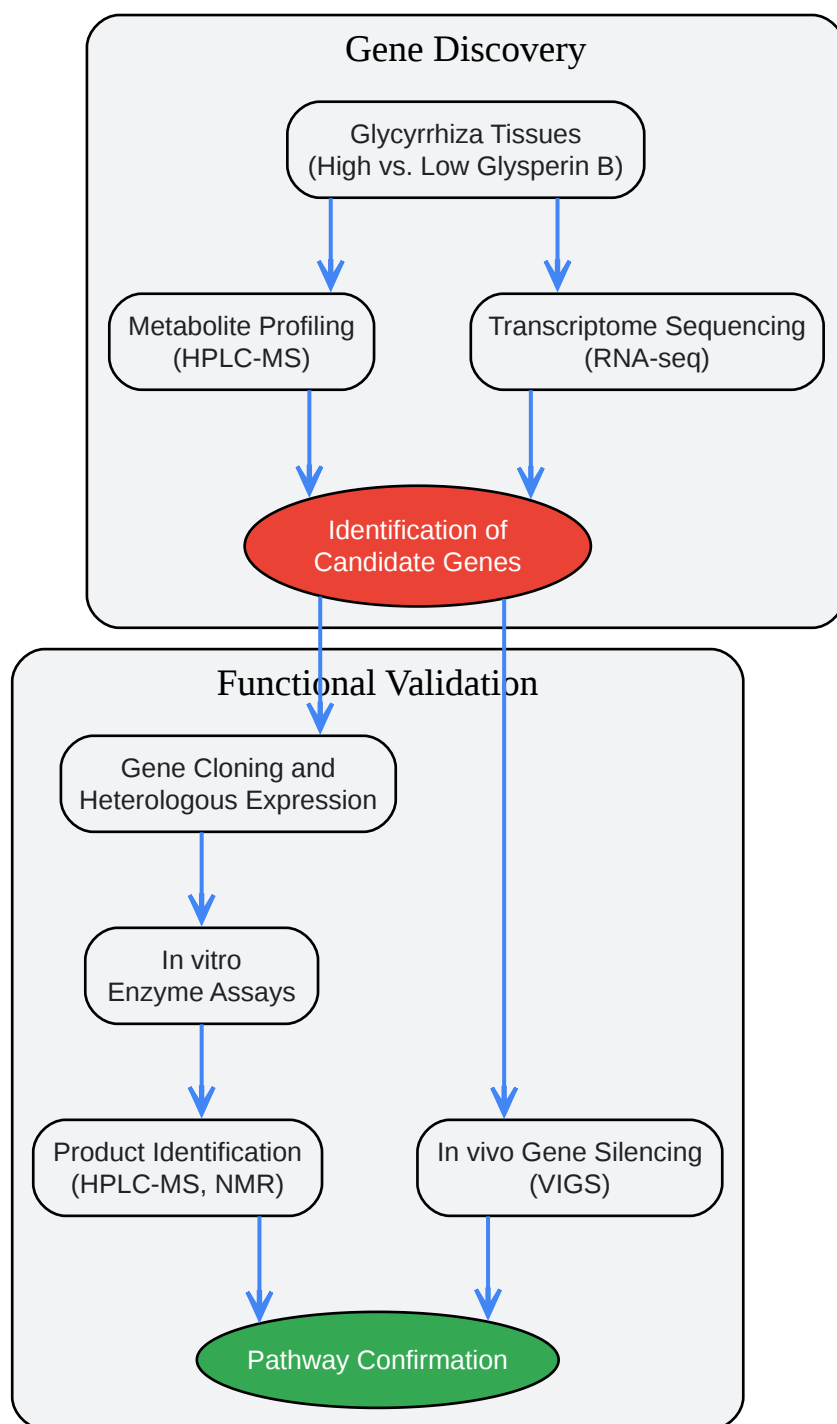 Gene Discovery
Glycyrrhiza Tissues
(High vs. Low Glysperin B)
Metabolite Profiling
(HPLC-MS)
Transcriptome Sequencing
(RNA-seq)
Identification of
Candidate Genes
Functional Validation
Gene Cloning and
Heterologous Expression
In vitro
Enzyme Assays
Product Identification
(HPLC-MS, NMR)
In vivo Gene Silencing
(VIGS)
Pathway Confirmation